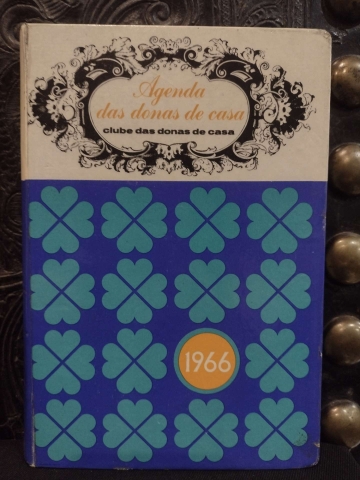 Agenda
das donas de casa
clube das donas de casa
1966